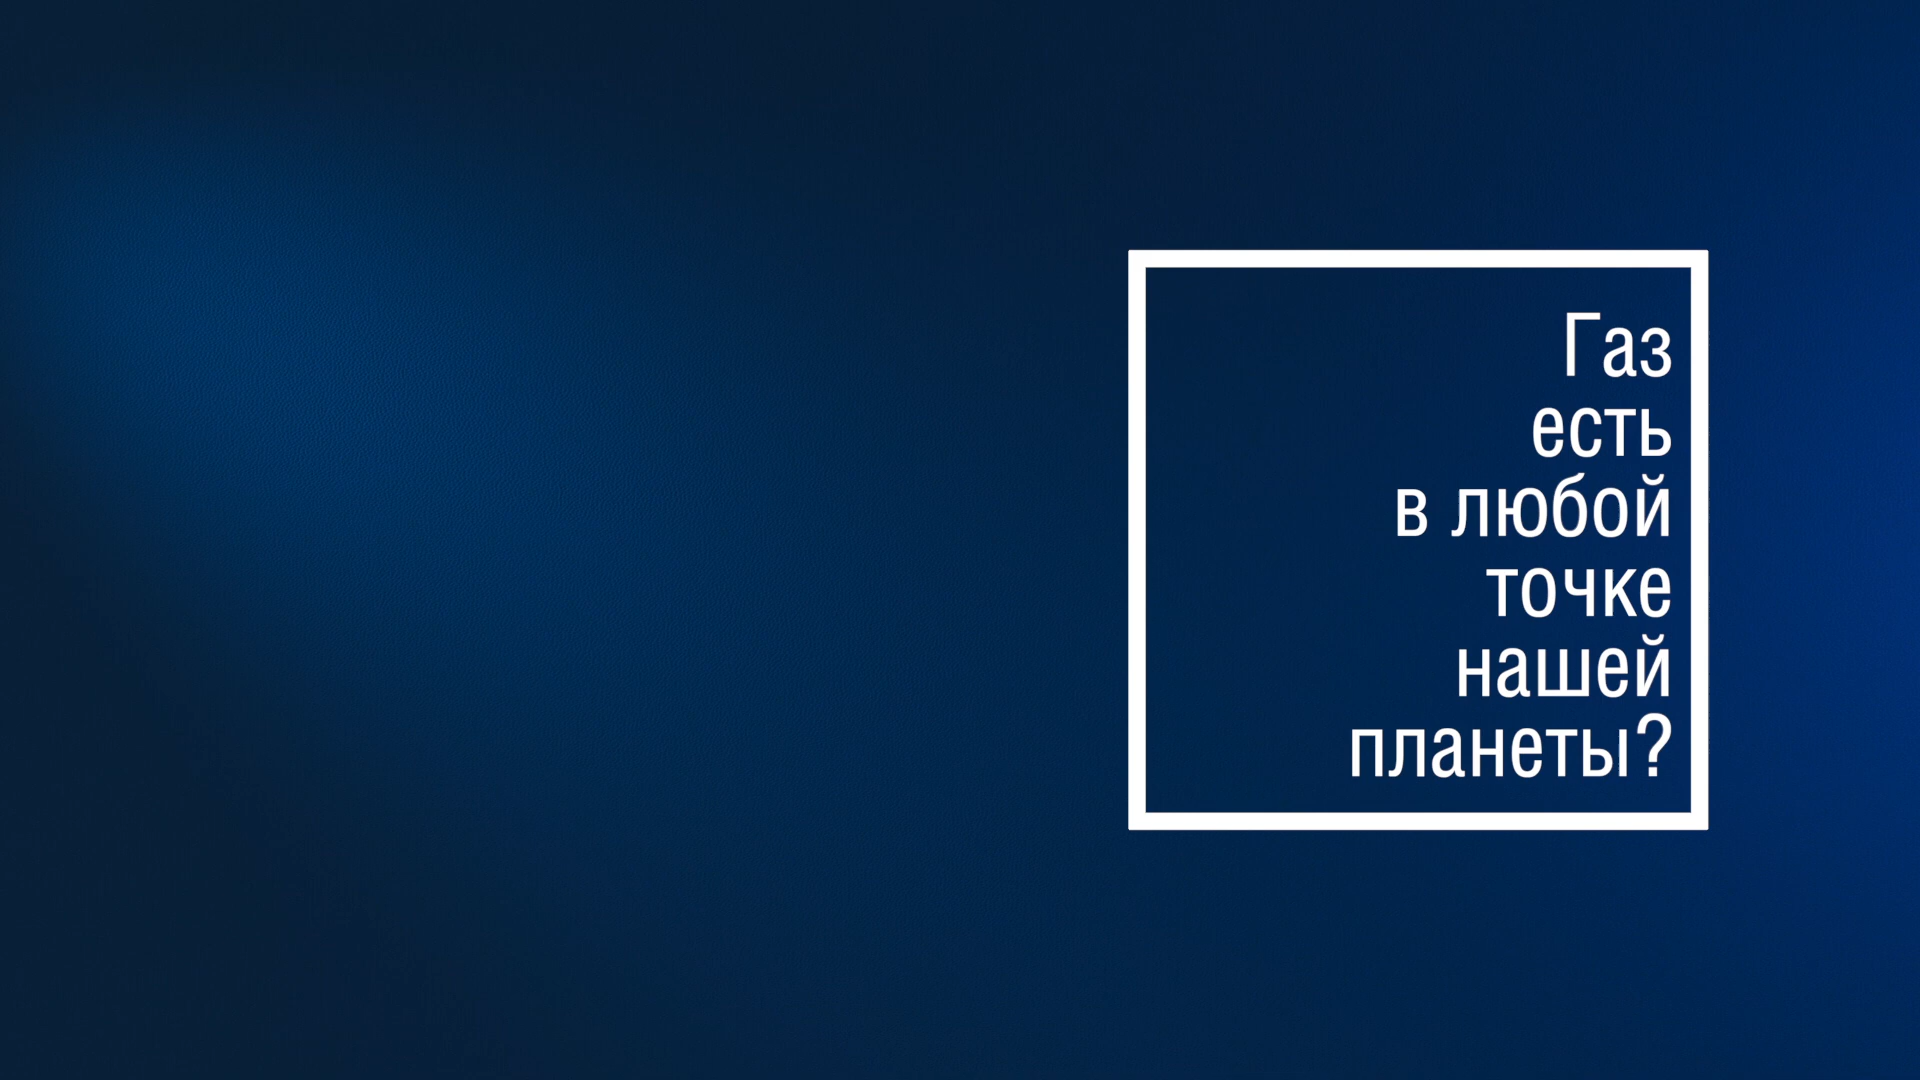 Газ
есть
в любой
точке
нашей
планеты?